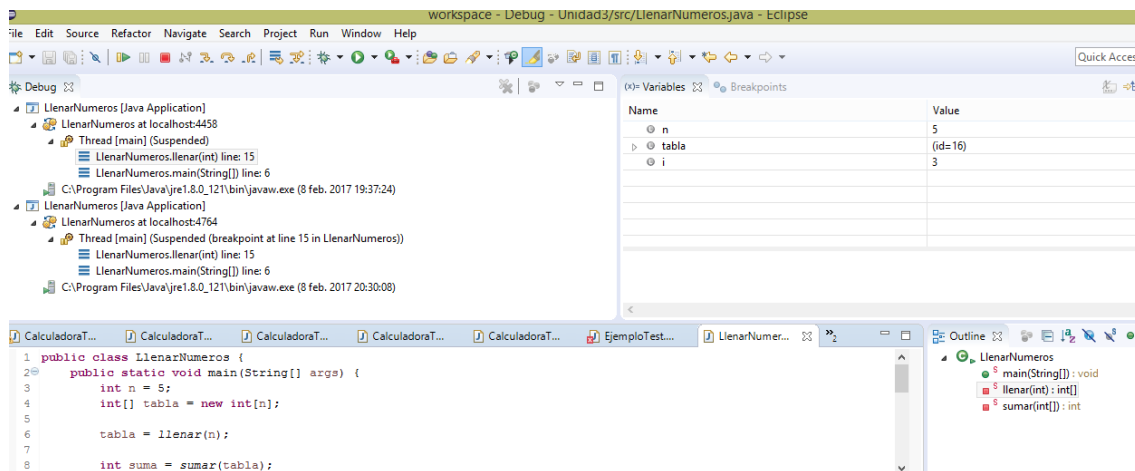 workspace - Debug - Unidad3/src/LlenarNumeros.java - Eclipse
File Edit Source Refactor Navigate Search Project Run Window Help
Quick Acces
Debug
LlenarNumeros [Java Application]
LlenarNumeros at localhost:4458
Thread [main] (Suspended)
LlenarNumeros.llenar(int) line: 15
LlenarNumeros.main(String[]) line: 6
C:\Program Files\Java\jre1.8.0_121\bin\javaw.exe (8 feb. 2017 19:37:24)
LlenarNumeros [Java Application]
LlenarNumeros at localhost:4764
Thread [main] (Suspended (breakpoint at line 15 in LlenarNumeros))
LlenarNumeros.llenar(int) line: 15
LlenarNumeros.main(String[]) line: 6
C:\Program Files\Java\jre1.8.0_121\bin\javaw.exe (8 feb. 2017 20:30:08)
(x)= Variables Breakpoints
Name Value
n 5
tabla (id=16)
i 3
CalculadoraT... CalculadoraT... CalculadoraT... CalculadoraT... CalculadoraT... EjemploTest.... LlenarNumer... »2
1 public class LlenarNumeros {
2 public static void main(String[] args) {
3 int n = 5;
4 int[] tabla = new int[n];
5
6 tabla = llenar(n);
7
8 int suma = sumar(tabla);
Outline
LlenarNumeros
main(String[]) : void
llenar(int) : int[]
sumar(int[]) : int